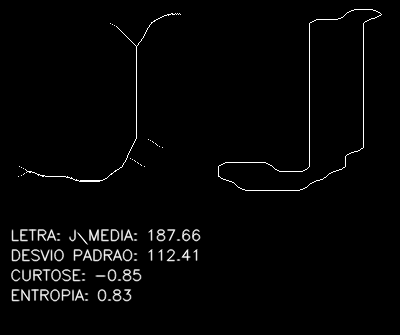 LETRA: J\MEDIA: 187.66
DESVIO PADRAO: 112.41
CURTOSE: -0.85
ENTROPIA: 0.83